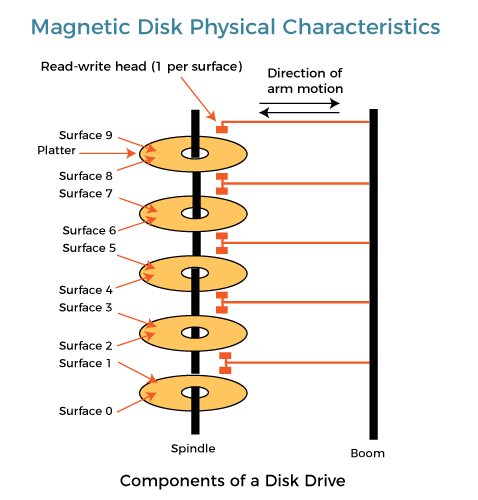 Magnetic Disk Physical Characteristics
Read-write head (1 per surface)
Direction of
arm motion
Surface 9
Platter
Surface 8
Surface 7
Surface 6
Surface 5
Surface 4
Surface 3
Surface 2
Surface 1
Surface 0
Spindle
Boom
Components of a Disk Drive